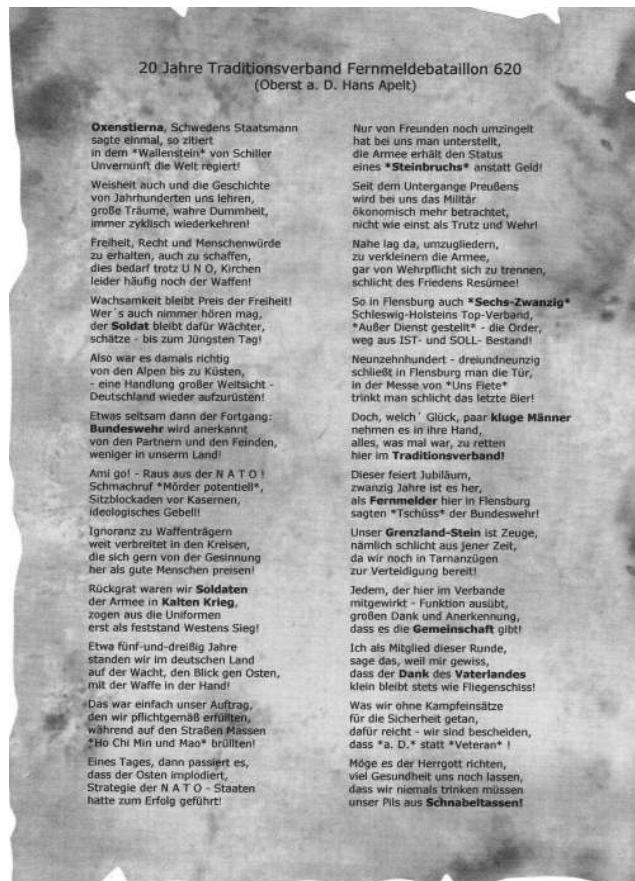 20 Jahre Traditionsverband Fernmeldebataillon 620
(Oberst a. D. Hans Apelt)
Oxenstierna, Schwedens Staatsmann
sagte einmal, so zitiert
in dem *Wallenstein* von Schiller
Unvernunft die Welt regiert!
Weisheit auch und die Geschichte
von Jahrhunderten uns lehren,
große Träume, wahre Dummheit,
immer zyklisch wiederkehren!
Freiheit, Recht und Menschenwürde
zu erhalten, auch zu schaffen,
dies bedarf trotz U N O, Kirchen
leider häufig noch der Waffen!
Wachsamkeit bleibt Preis der Freiheit!
Wer´s auch nimmer hören mag,
der Soldat bleibt dafür Wächter,
schätze - bis zum Jüngsten Tag!
Also war es damals richtig
von den Alpen bis zu Küsten,
- eine Handlung großer Weltsicht -
Deutschland wieder aufzurüsten!
Etwas seltsam dann der Fortgang:
Bundeswehr wird anerkannt
von den Partnern und den Feinden,
weniger in unserm Land!
Ami go! - Raus aus der N A T O !
Schmachruf *Mörder potentiell*,
Sitzblockaden vor Kasernen,
ideologisches Gebell!
Ignoranz zu Waffenträgern
weit verbreitet in den Kreisen,
die sich gern von der Gesinnung
her als gute Menschen preisen!
Rückgrat waren wir Soldaten
der Armee in Kalten Krieg,
zogen aus die Uniformen
erst als feststand Westens Sieg!
Etwa fünf-und-dreißig Jahre
standen wir im deutschen Land
auf der Wacht, den Blick gen Osten,
mit der Waffe in der Hand!
Das war einfach unser Auftrag,
den wir pflichtgemäß erfüllten,
während auf den Straßen Massen
*Ho Chi Min und Mao* brüllten!
Eines Tages, dann passiert es,
dass der Osten implodiert,
Strategie der N A T O - Staaten
hatte zum Erfolg geführt!
Nur von Freunden noch umzingelt
hat bei uns man unterstellt,
die Armee erhält den Status
eines *Steinbruchs* anstatt Geld!
Seit dem Untergange Preußens
wird bei uns das Militär
ökonomisch mehr betrachtet,
nicht wie einst als Trutz und Wehr!
Nahe lag da, umzugliedern,
zu verkleinern die Armee,
gar von Wehrpflicht sich zu trennen,
schlicht des Friedens Resümee!
So in Flensburg auch *Sechs-Zwanzig*
Schleswig-Holsteins Top-Verband,
*Außer Dienst gestellt* - die Order,
weg aus IST- und SOLL- Bestand!
Neunzehnhundert - dreiundneunzig
schließt in Flensburg man die Tür,
in der Messe von *Uns Fiete*
trinkt man schlicht das letzte Bier!
Doch, welch´ Glück, paar kluge Männer
nehmen es in ihre Hand,
alles, was mal war, zu retten
hier im Traditionsverband!
Dieser feiert Jubiläum,
zwanzig Jahre ist es her,
als Fernmelder hier in Flensburg
sagten *Tschüss* der Bundeswehr!
Unser Grenzland-Stein ist Zeuge,
nämlich schlicht aus jener Zeit,
da wir noch in Tarnanzügen
zur Verteidigung bereit!
Jedem, der hier im Verbande
mitgewirkt - Funktion ausübt,
großen Dank und Anerkennung,
dass es die Gemeinschaft gibt!
Ich als Mitglied dieser Runde,
sage das, weil mir gewiss,
dass der Dank des Vaterlandes
klein bleibt stets wie Fliegenschiss!
Was wir ohne Kampfeinsätze
für die Sicherheit getan,
dafür reicht - wir sind bescheiden,
dass *a. D.* statt *Veteran* !
Möge es der Herrgott richten,
viel Gesundheit uns noch lassen,
dass wir niemals trinken müssen
unser Pils aus Schnabeltassen!